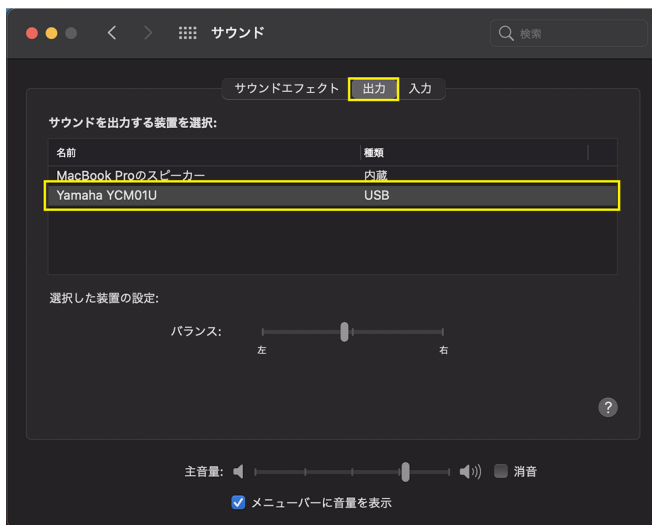 サウンド
検索
サウンドエフェクト 出力 入力
サウンドを出力する装置を選択:
名前 種類
MacBook Proのスピーカー 内蔵
Yamaha YCM01U USB
選択した装置の設定:
バランス:
左 右
?
主音量: 消音
メニューバーに音量を表示